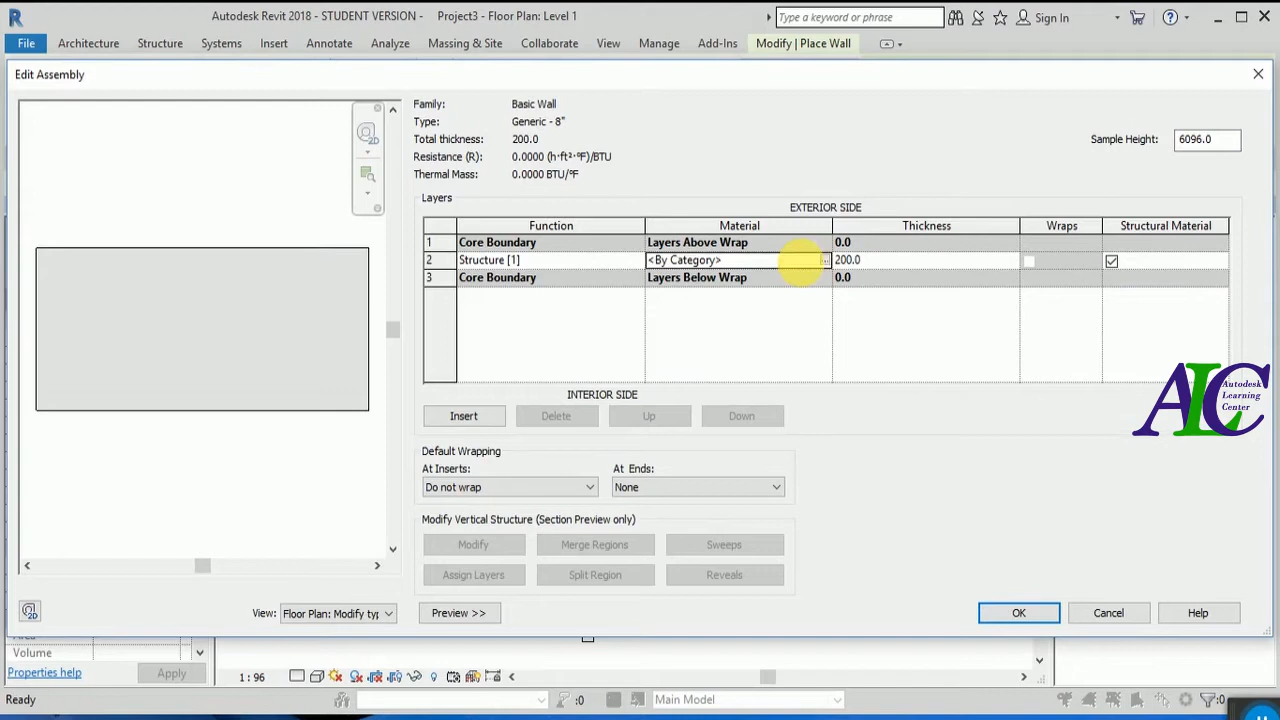 Autodesk Revit 2018 - STUDENT VERSION - Project3 - Floor Plan: Level 1
Type a keyword or phrase
Sign In
File Architecture Structure Systems Insert Annotate Analyze Massing & Site Collaborate View Manage Add-Ins Modify | Place Wall
Edit Assembly
Family: Basic Wall
Type: Generic - 8"
Total thickness: 200.0
Resistance (R): 0.0000 (h·ft²·°F)/BTU
Thermal Mass: 0.0000 BTU/°F
Sample Height: 6096.0
Layers
EXTERIOR SIDE
Function Material Thickness Wraps Structural Material
1 Core Boundary Layers Above Wrap 0.0
2 Structure [1] <By Category> 200.0
3 Core Boundary Layers Below Wrap 0.0
INTERIOR SIDE
Insert Delete Up Down
ALC
Autodesk
Learning
Center
Default Wrapping
At Inserts: At Ends:
Do not wrap None
Modify Vertical Structure (Section Preview only)
Modify Merge Regions Sweeps
Assign Layers Split Region Reveals
View: Floor Plan: Modify typ Preview >> OK Cancel Help
Volume
Properties help Apply
1 : 96
Ready :0 Main Model :0